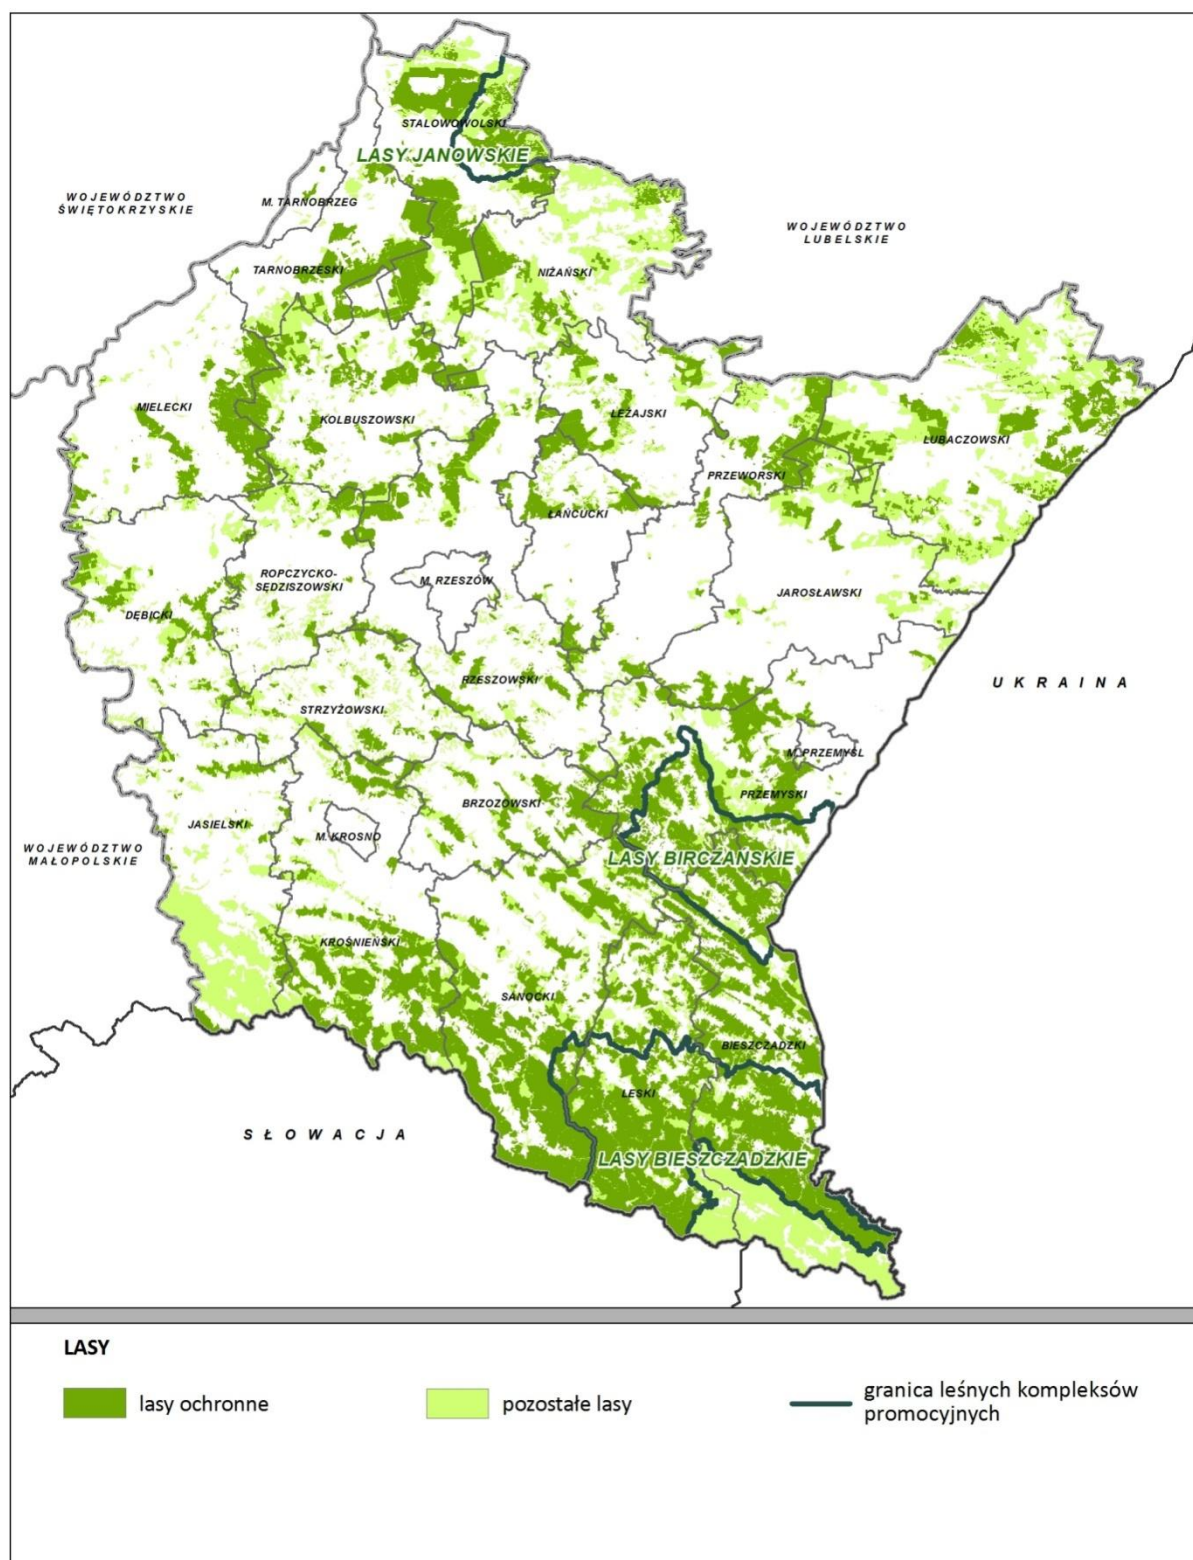 STALOWOWOLSKI
LASY JANOWSKIE
WOJEWÓDZTWO
ŚWIĘTOKRZYSKIE
M. TARNOBRZEG
WOJEWÓDZTWO
LUBELSKIE
TARNOBRZESKI
NIŻAŃSKI
MIELECKI
KOLBUSZOWSKI
LEŻAJSKI
LUBACZOWSKI
PRZEWORSKI
ŁAŃCUCKI
ROPCZYCKO-
SĘDZISZOWSKI
M. RZESZÓW
JAROSŁAWSKI
DĘBICKI
RZESZOWSKI
UKRAINA
STRZYŻOWSKI
M. PRZEMYŚL
PRZEMYSKI
BRZOZOWSKI
JASIELSKI
M. KROSNO
WOJEWÓDZTWO
MAŁOPOLSKIE
LASY BIRCZAŃSKIE
KROŚNIEŃSKI
SANOCKI
BIESZCZADZKI
LESKI
SŁOWACJA
LASY BIESZCZADZKIE
LASY
lasy ochronne
pozostałe lasy
granica leśnych kompleksów
promocyjnych